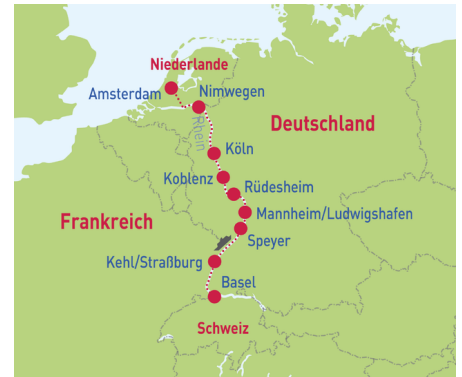 Niederlande
Amsterdam
Nimwegen
Rhein
Deutschland
Köln
Koblenz
Rüdesheim
Mannheim/Ludwigshafen
Frankreich
Speyer
Kehl/Straßburg
Basel
Schweiz